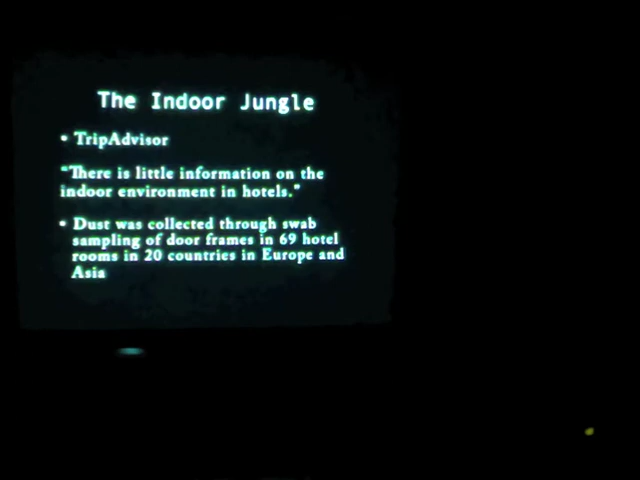 The Indoor Jungle
• TripAdvisor
"There is little information on the
indoor environment in hotels."
• Dust was collected through swab
sampling of door frames in 69 hotel
rooms in 20 countries in Europe and
Asia